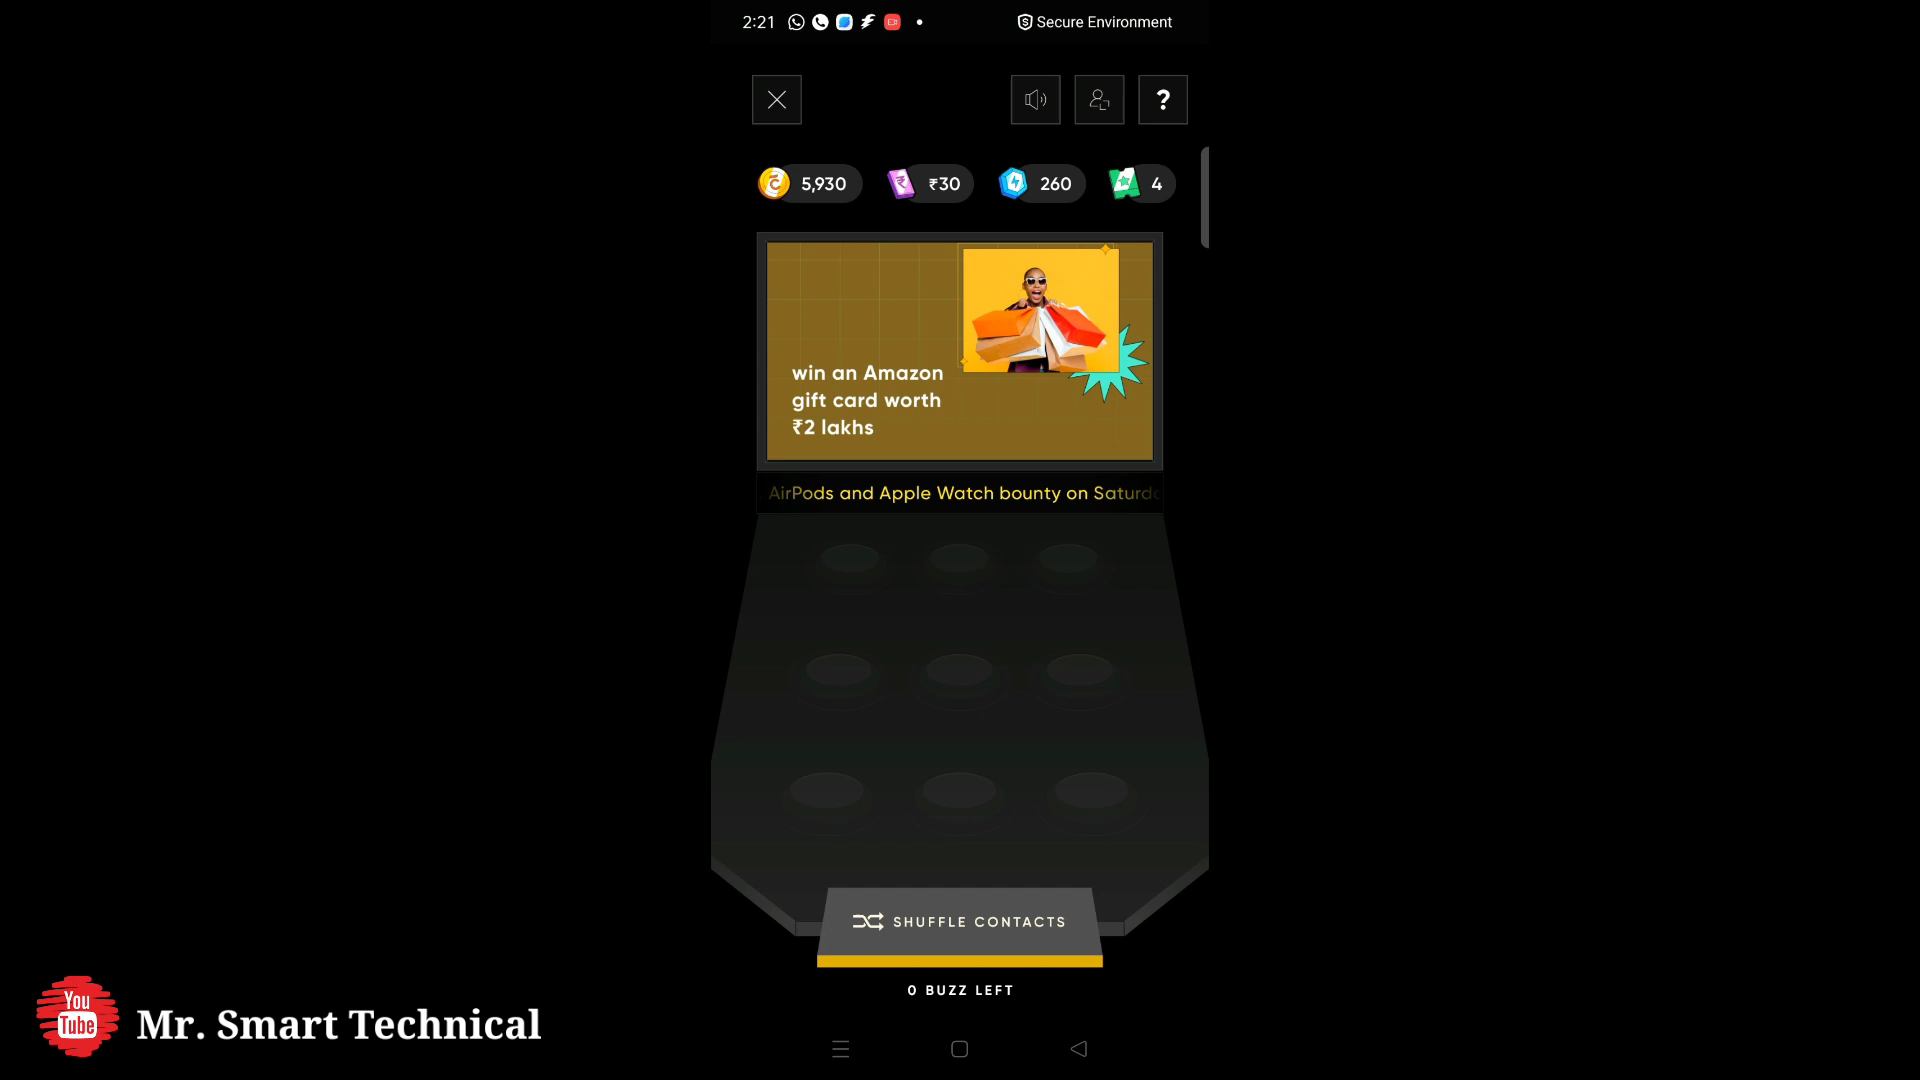 2:21
Secure Environment
?
5,930
₹30
260
4
win an Amazon
gift card worth
₹2 lakhs
AirPods and Apple Watch bounty on Saturd
SHUFFLE CONTACTS
0 BUZZ LEFT
You
Tube
Mr. Smart Technical